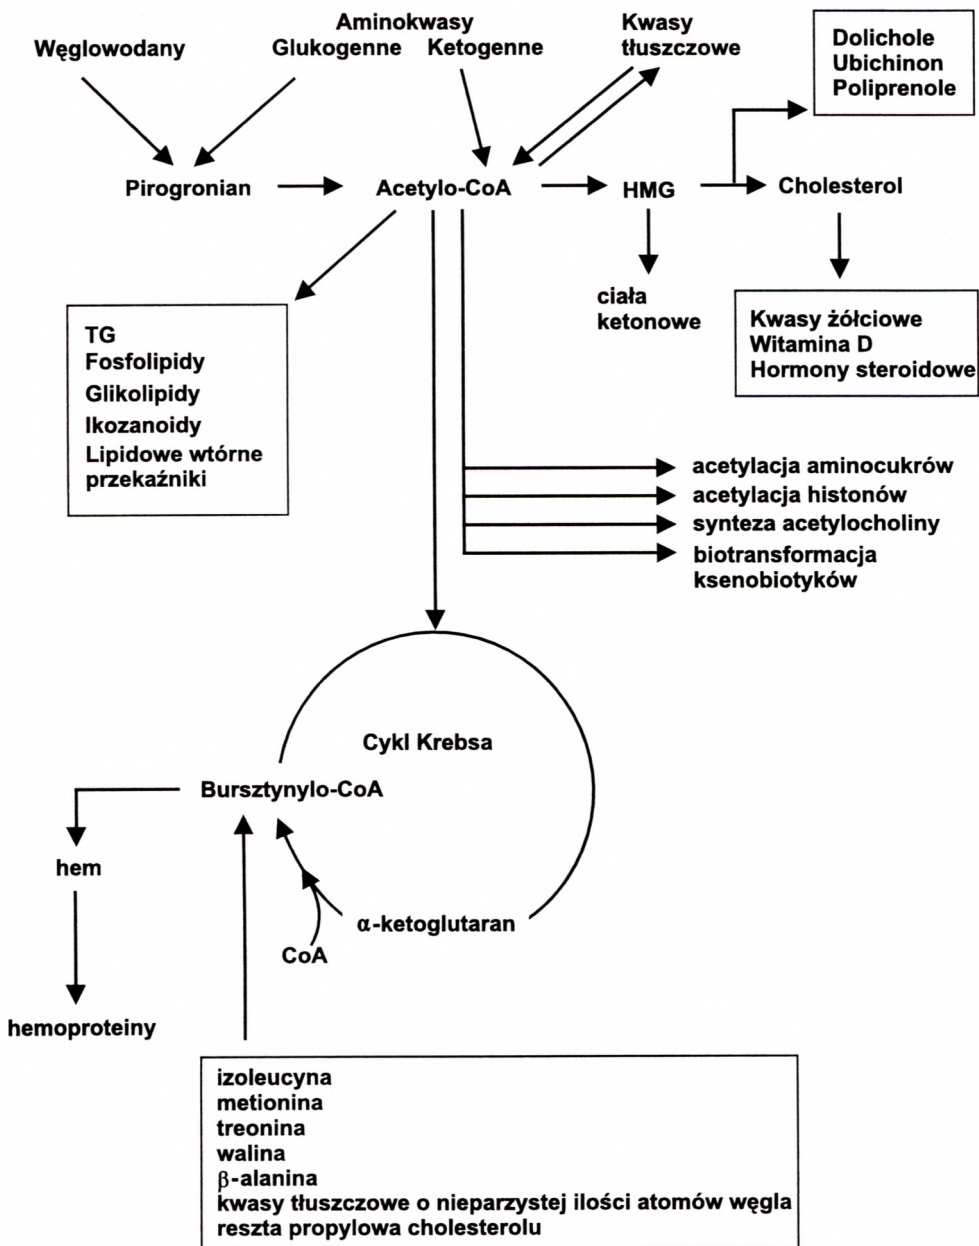 Aminokwasy
Węglowodany
Glukogenne Ketogenne
Kwasy
tłuszczowe
Dolichole
Ubichinon
Poliprenole
Pirogronian
Acetylo-CoA
HMG
Cholesterol
ciała
ketonowe
Kwasy żółciowe
Witamina D
Hormony steroidowe
TG
Fosfolipidy
Glikolipidy
Ikozanoidy
Lipidowe wtórne
przekaźniki
acetylacja aminocukrów
acetylacja histonów
synteza acetylocholiny
biotransformacja
ksenobiotyków
Cykl Krebsa
Bursztynylo-CoA
hem
α-ketoglutaran
CoA
hemoproteiny
izoleucyna
metionina
treonina
walina
β-alanina
kwasy tłuszczowe o nieparzystej ilości atomów węgla
reszta propylowa cholesterolu